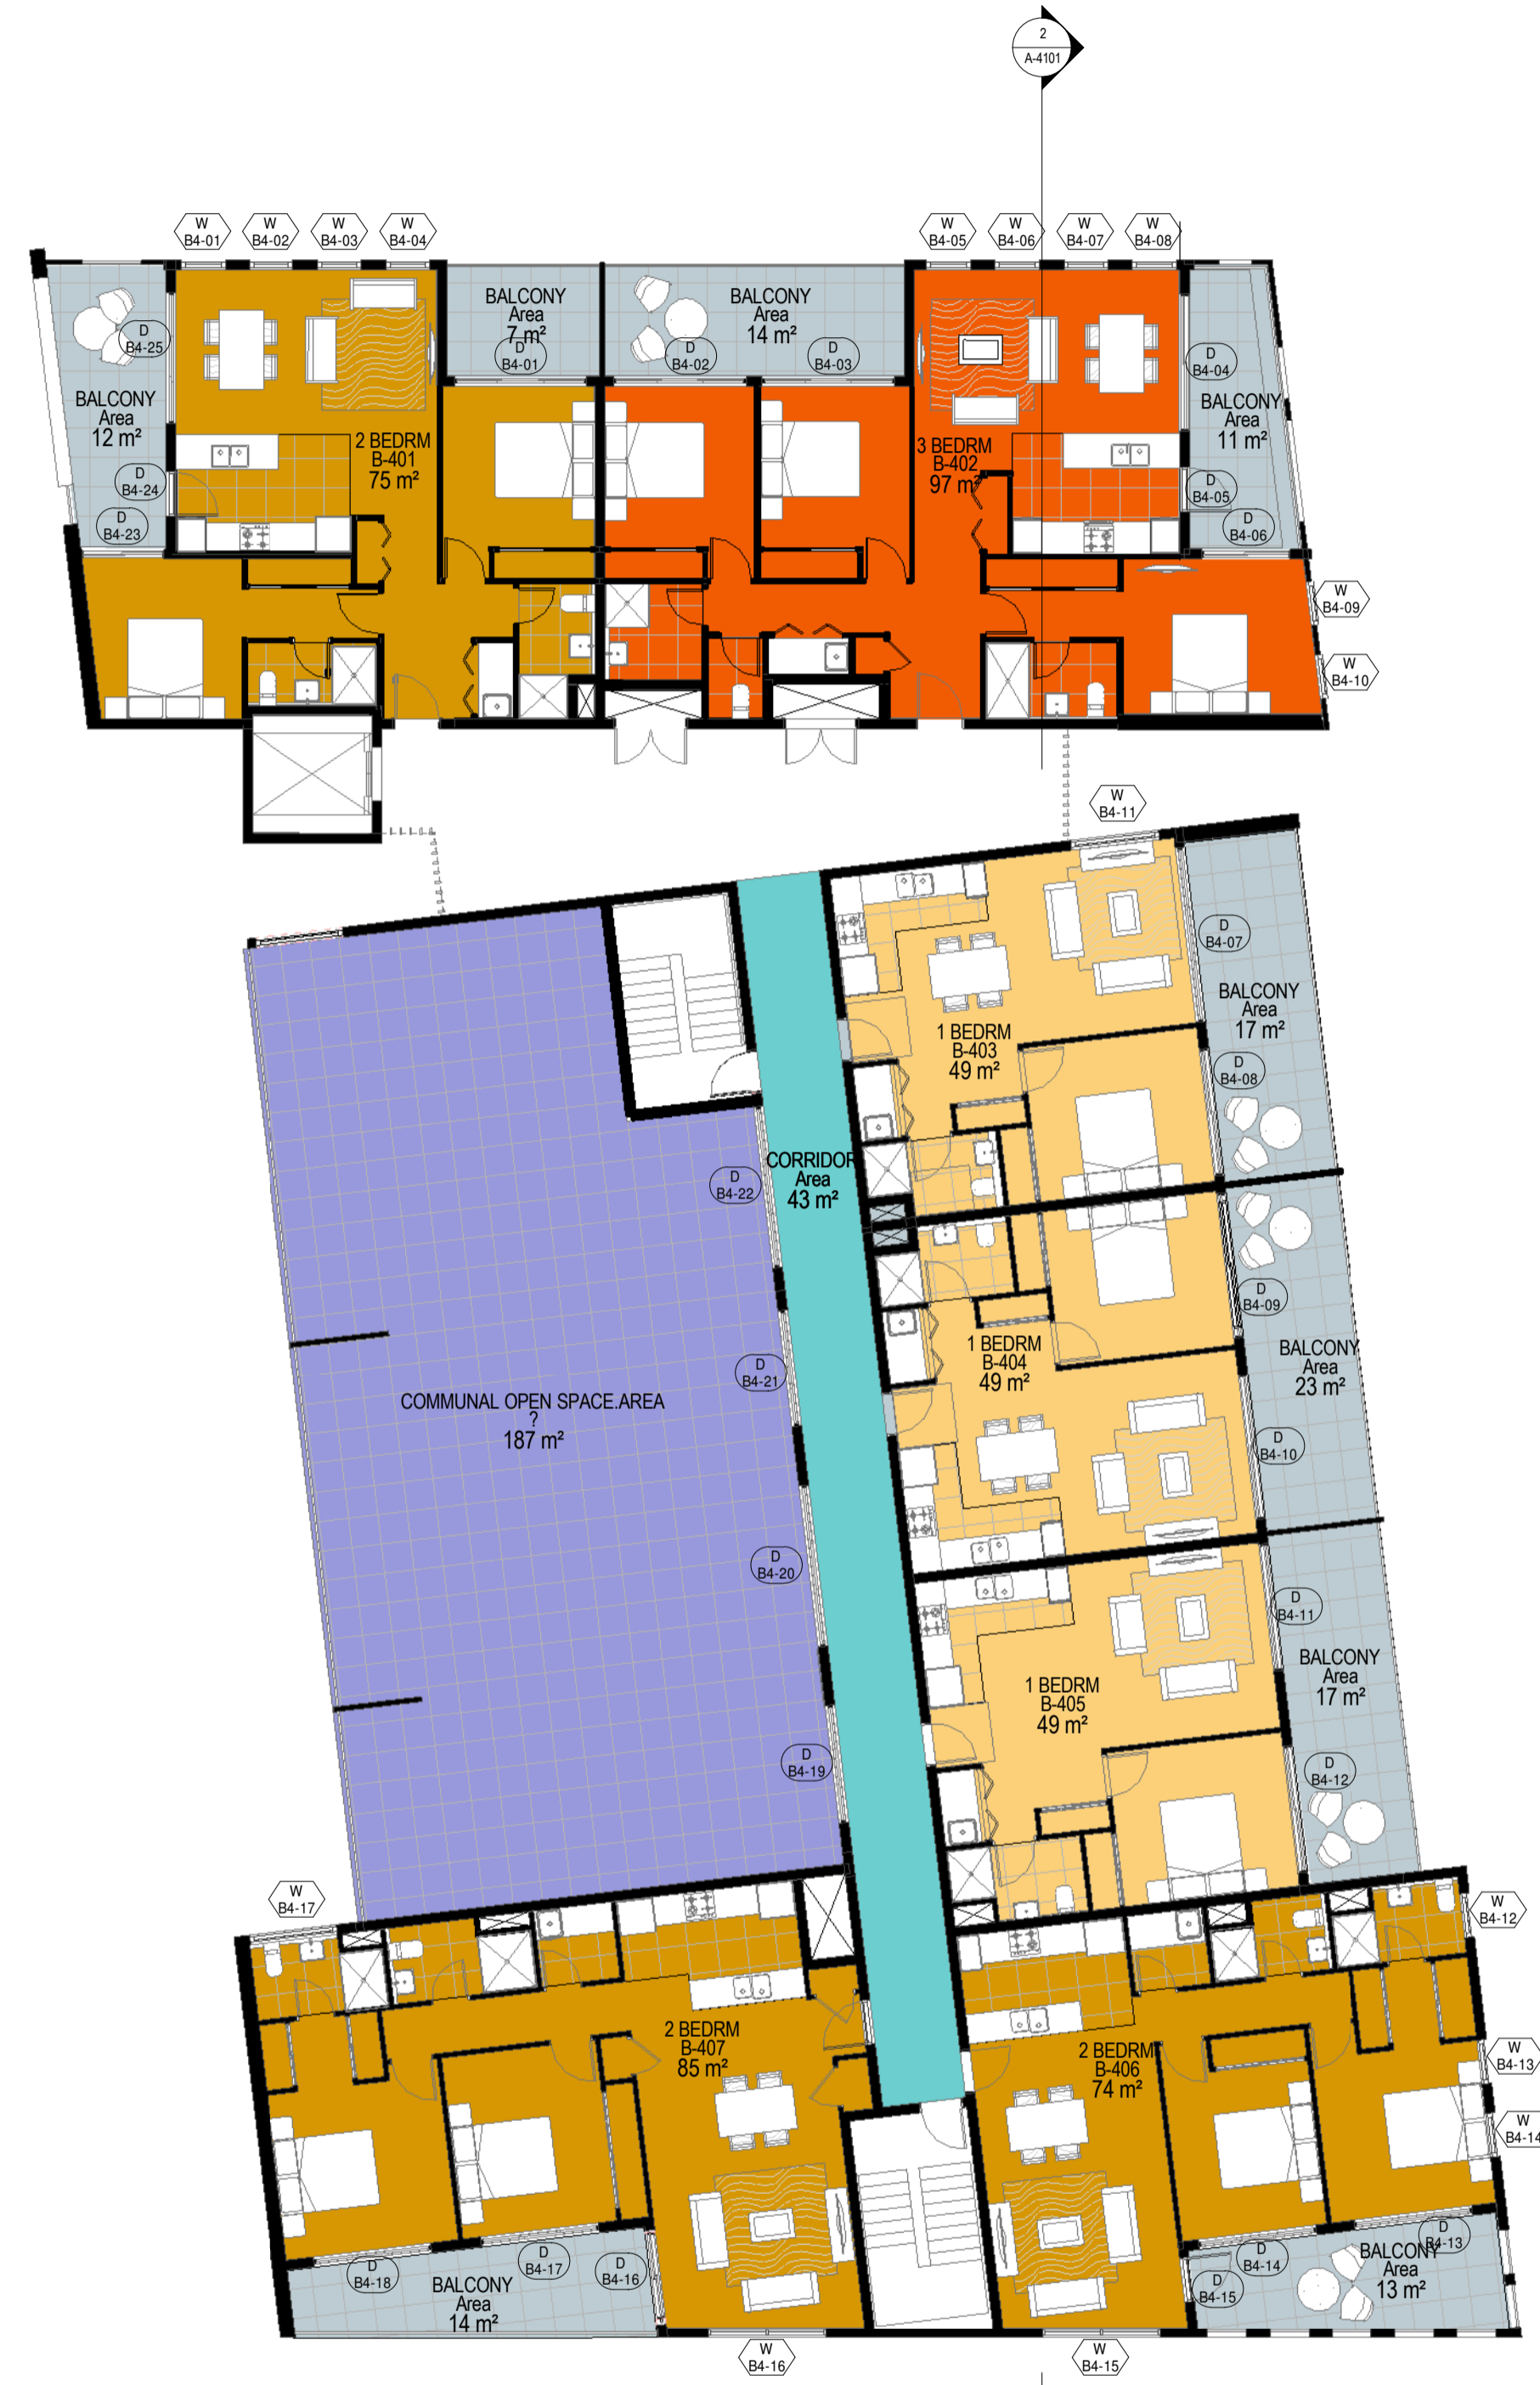 2
A-4101
W
B4-01
W
B4-02
W
B4-03
W
B4-04
W
B4-05
W
B4-06
W
B4-07
W
B4-08
BALCONY
Area
7 m²
D
B4-01
BALCONY
Area
14 m²
D
B4-02
D
B4-03
D
B4-25
D
B4-04
BALCONY
Area
12 m²
BALCONY
Area
11 m²
2 BEDRM
B-401
75 m²
3 BEDRM
B-402
97 m²
D
B4-24
D
B4-23
D
B4-05
D
B4-06
W
B4-09
W
B4-10
W
B4-11
D
B4-07
BALCONY
Area
17 m²
1 BEDRM
B-403
49 m²
D
B4-08
CORRIDOR
Area
43 m²
D
B4-22
D
B4-09
1 BEDRM
B-404
49 m²
BALCONY
Area
23 m²
D
B4-21
COMMUNAL OPEN SPACE.AREA
?
187 m²
D
B4-10
D
B4-20
D
B4-11
1 BEDRM
B-405
49 m²
BALCONY
Area
17 m²
D
B4-19
D
B4-12
W
B4-17
W
B4-12
2 BEDRM
B-407
85 m²
2 BEDRM
B-406
74 m²
W
B4-13
W
B4-14
D
B4-18
D
B4-17
D
B4-16
BALCONY
Area
14 m²
D
B4-15
D
B4-14
D
B4-13
BALCONY
Area
13 m²
W
B4-16
W
B4-15